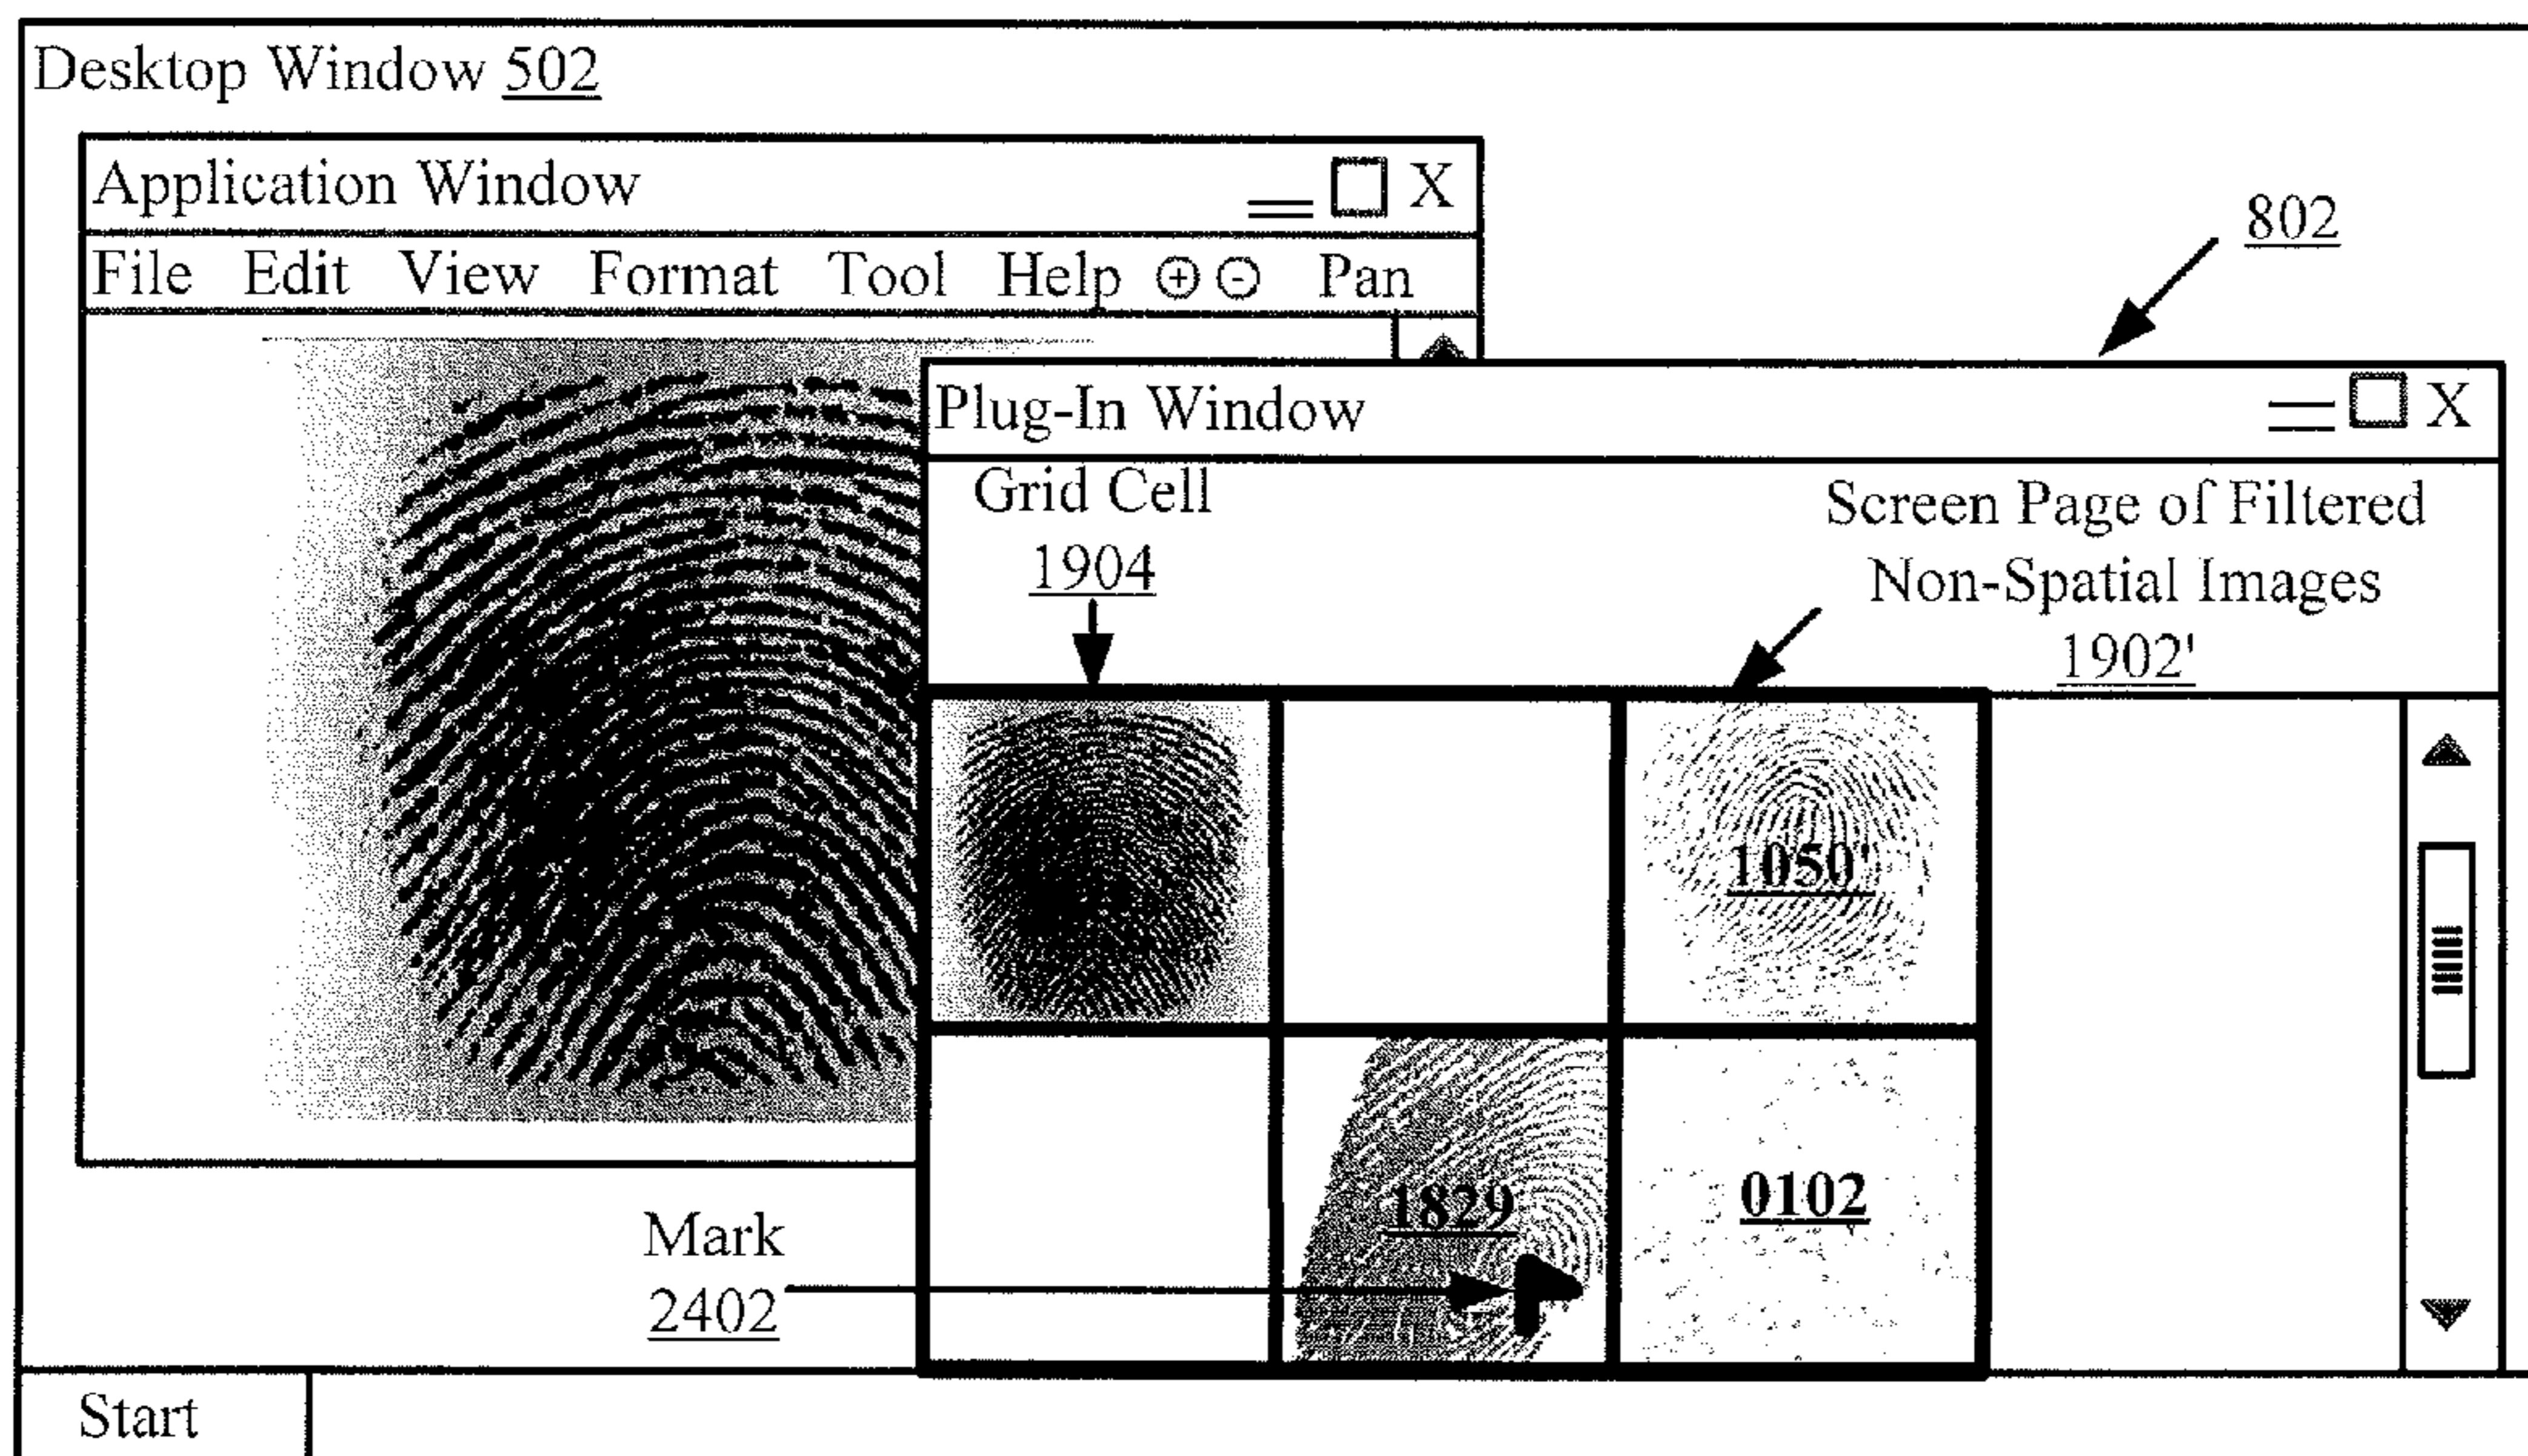 Desktop Window 502
Application Window X
File Edit View Format Tool Help + - Pan
802
Plug-In Window X
Grid Cell
1904
Screen Page of Filtered
Non-Spatial Images
1902'
1050'
1829
0102
Mark
2402
Start